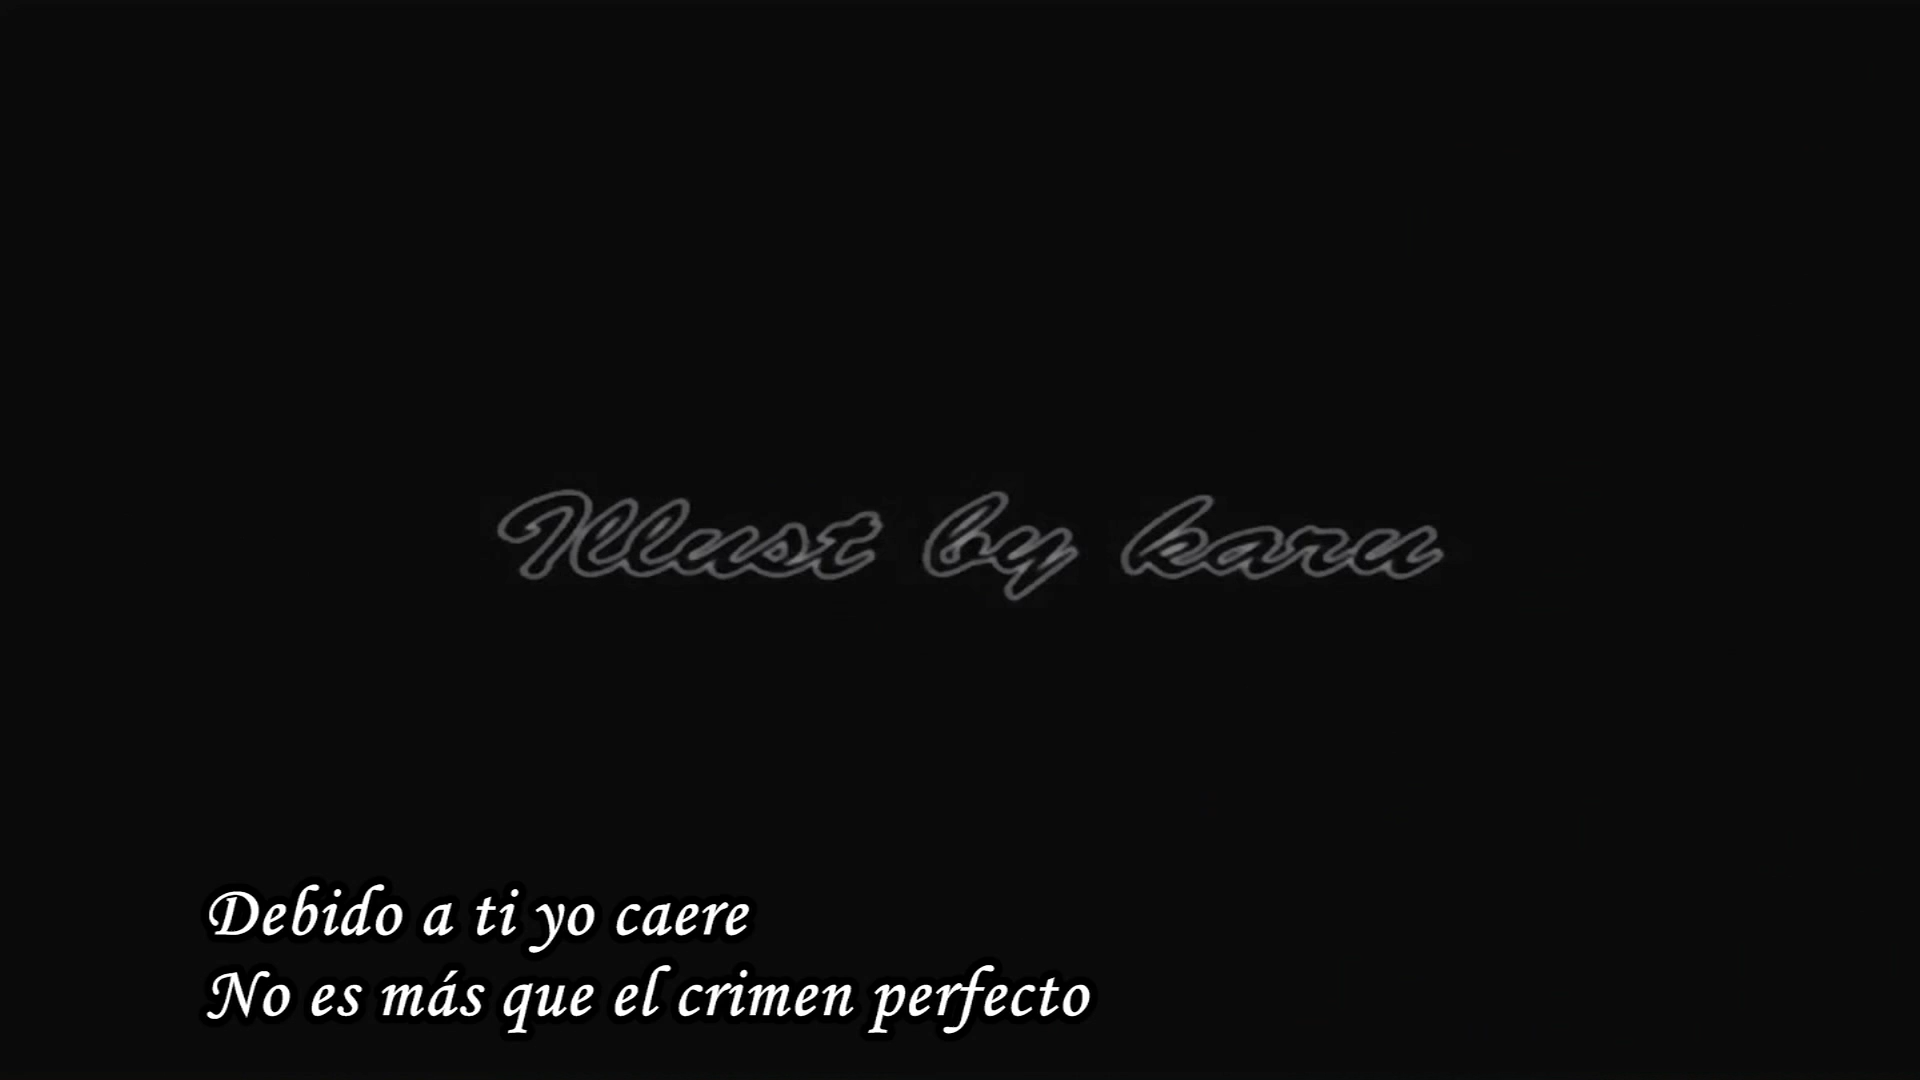 Illust by karu
Debido a ti yo caere
No es más que el crimen perfecto